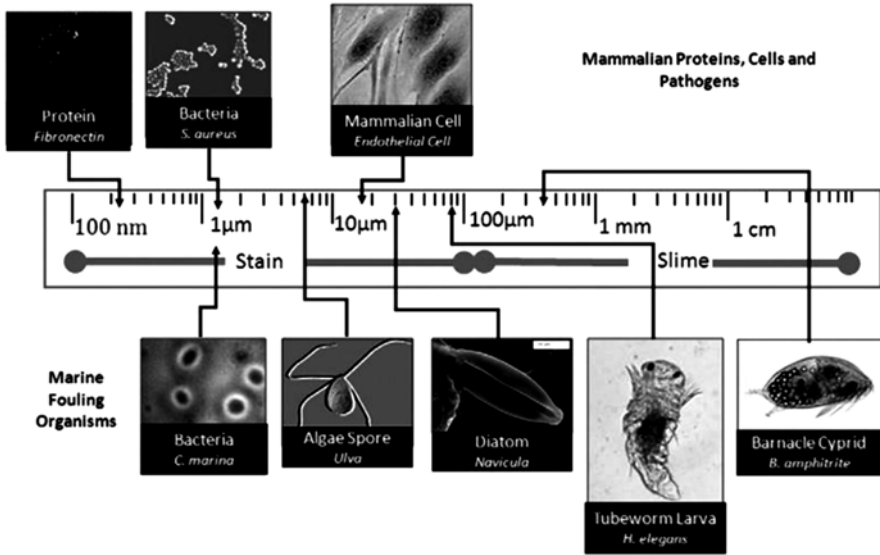 Protein
Fibronectin
Bacteria
S. aureus
Mammalian Cell
Endothelial Cell
Mammalian Proteins, Cells and
Pathogens
100 nm
1μm
10μm
100μm
1 mm
1 cm
Stain
Slime
Marine
Fouling
Organisms
Bacteria
C. marina
Algae Spore
Ulva
Diatom
Navicula
Tubeworm Larva
H. elegans
Barnacle Cyprid
B. amphitrite